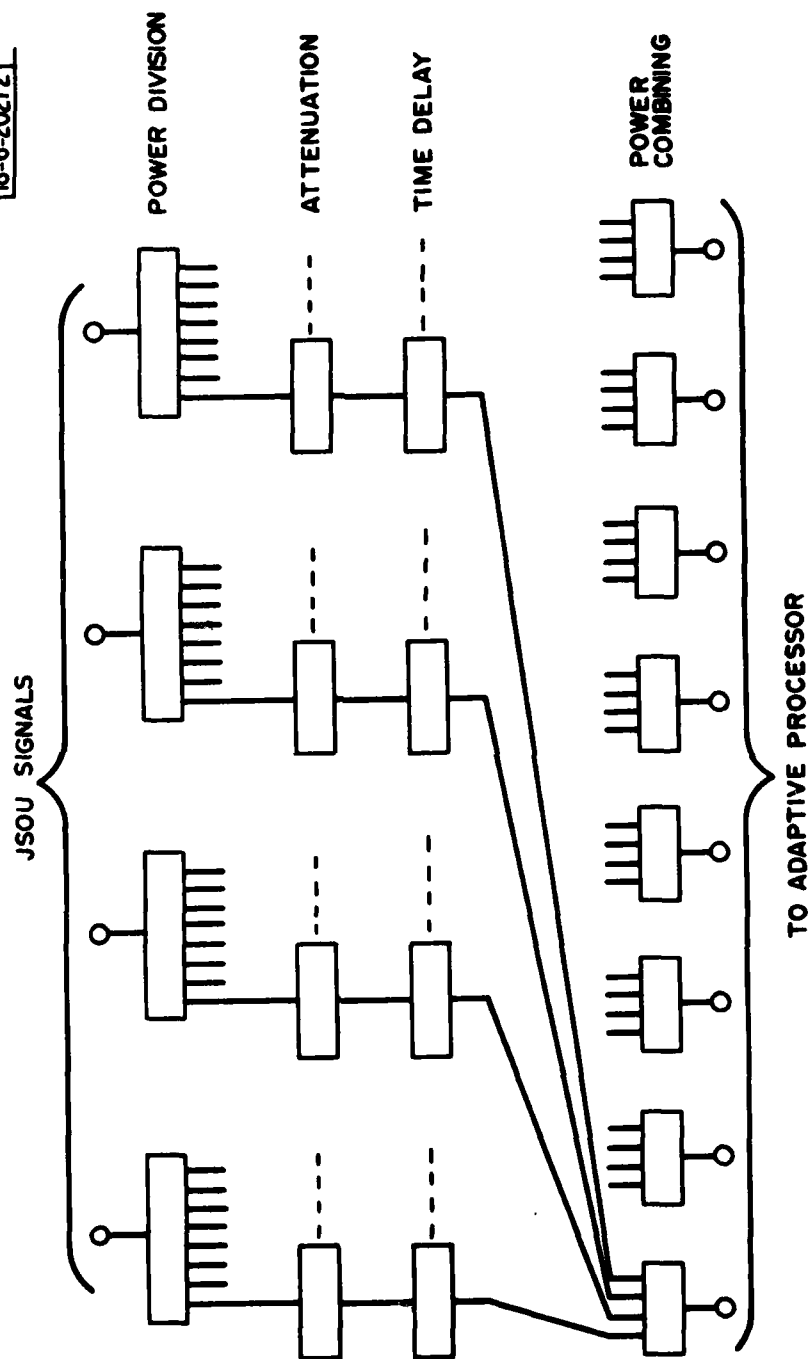 JSOU SIGNALS
POWER DIVISION
ATTENUATION
TIME DELAY
POWER
COMBINING
TO ADAPTIVE PROCESSOR